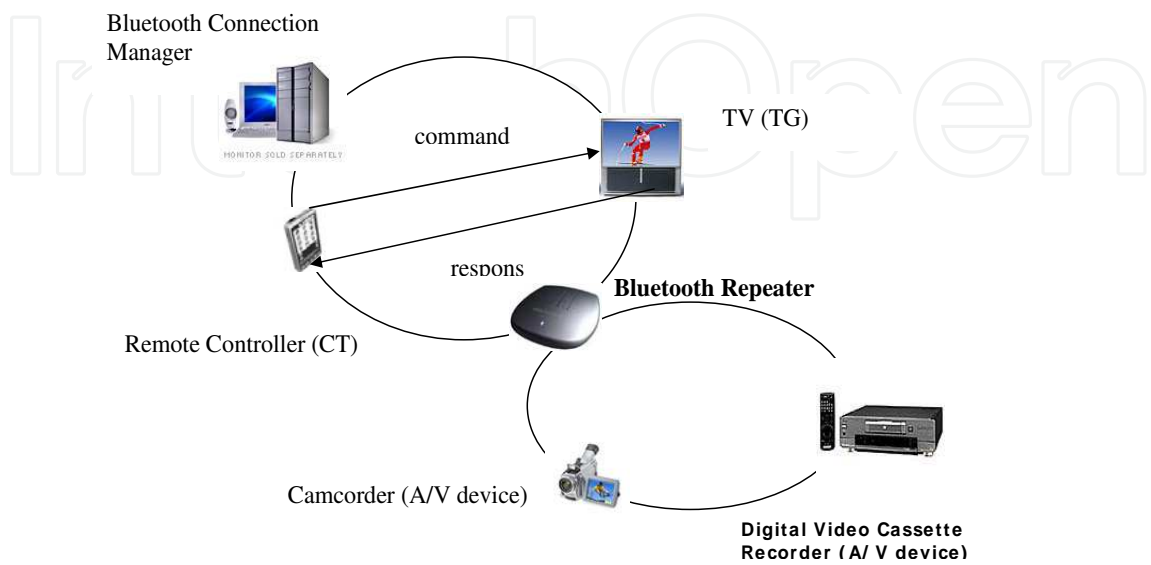 Bluetooth Connection
Manager
MONITOR SOLD SEPARATELY
command
TV (TG)
respons
Bluetooth Repeater
Remote Controller (CT)
Camcorder (A/V device)
Digital Video Cassette
Recorder (A/ V device)